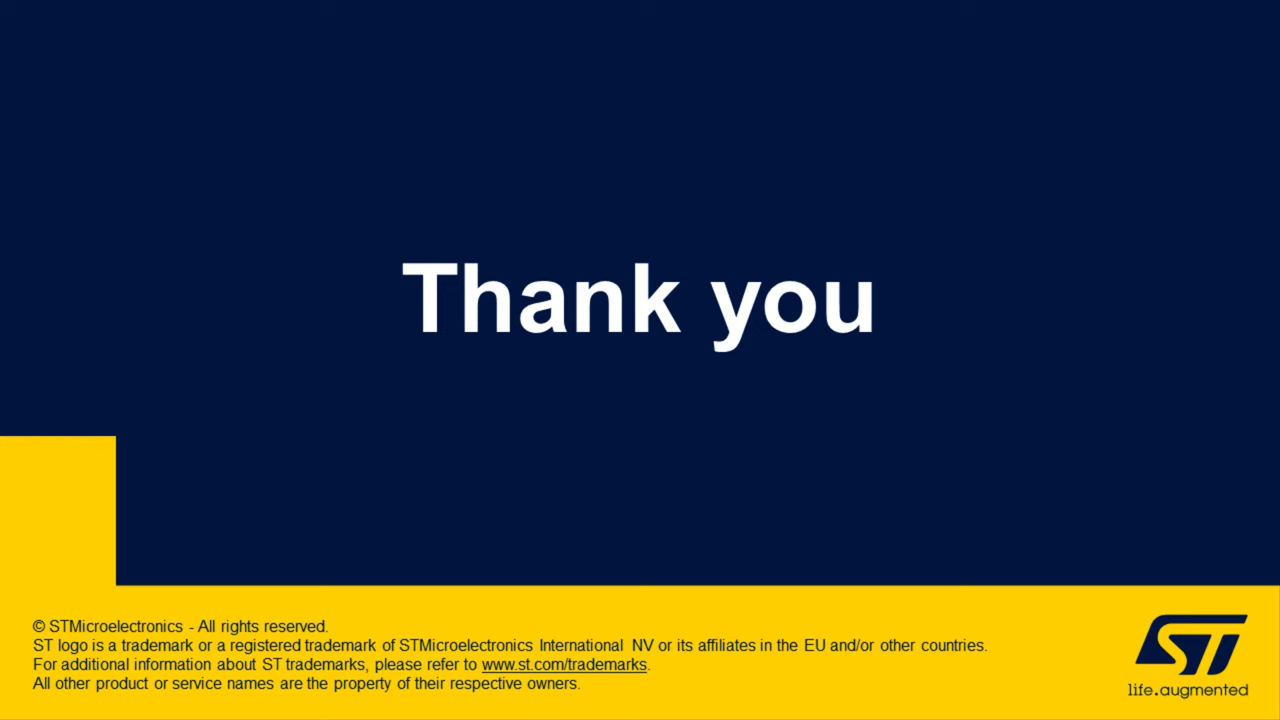 Thank you
© STMicroelectronics - All rights reserved.
ST logo is a trademark or a registered trademark of STMicroelectronics International NV or its affiliates in the EU and/or other countries.
For additional information about ST trademarks, please refer to www.st.com/trademarks.
All other product or service names are the property of their respective owners.
ST
life.augmented